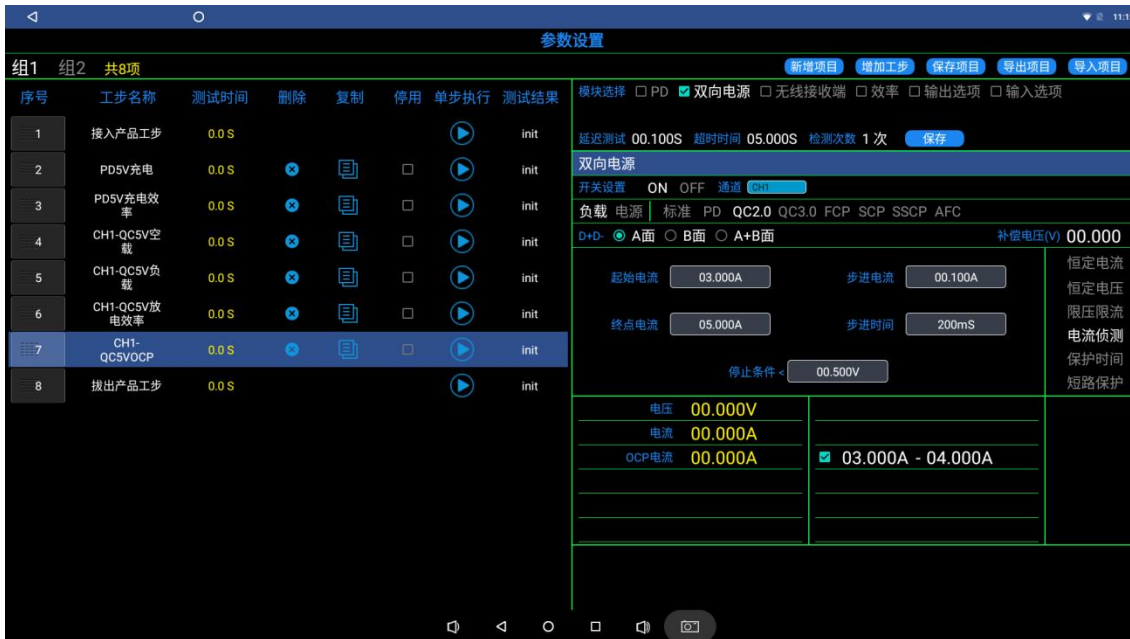 11:1
参数设置
组1 组2 共8项 新增项目 增加工步 保存项目 导出项目 导入项目
序号 工步名称 测试时间 删除 复制 停用 单步执行 测试结果
1 接入产品工步 0.0 S init
2 PD5V充电 0.0 S init
3 PD5V充电效率 0.0 S init
4 CH1-QC5V空载 0.0 S init
5 CH1-QC5V负载 0.0 S init
6 CH1-QC5V放电效率 0.0 S init
7 CH1-QC5VOCP 0.0 S init
8 拔出产品工步 0.0 S init
模块选择 PD 双向电源 无线接收端 效率 输出选项 输入选项
延迟测试 00.100S 超时时间 05.000S 检测次数 1 次 保存
双向电源
开关设置 ON OFF 通道 CH1
负载 电源 标准 PD QC2.0 QC3.0 FCP SCP SSCP AFC
D+D- A面 B面 A+B面 补偿电压(V) 00.000
起始电流 03.000A 步进电流 00.100A
终点电流 05.000A 步进时间 200mS
停止条件 < 00.500V
恒定电流
恒定电压
限压限流
电流侦测
保护时间
短路保护
电压 00.000V
电流 00.000A
OCP电流 00.000A 03.000A - 04.000A